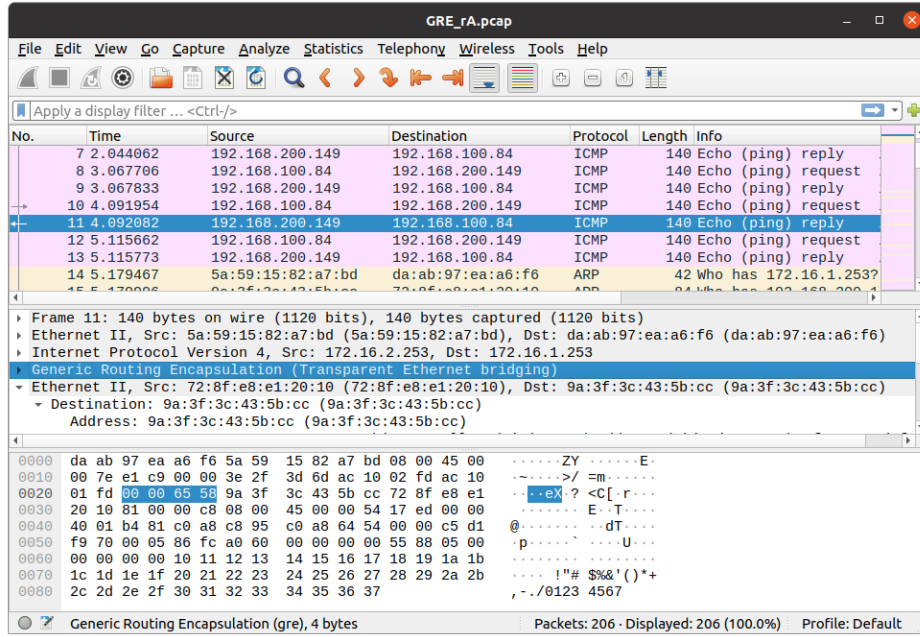 GRE_rA.pcap
File Edit View Go Capture Analyze Statistics Telephony Wireless Tools Help
Apply a display filter … <Ctrl-/>
No. Time Source Destination Protocol Length Info
7 2.044062 192.168.200.149 192.168.100.84 ICMP 140 Echo (ping) reply
8 3.067706 192.168.100.84 192.168.200.149 ICMP 140 Echo (ping) request
9 3.067833 192.168.200.149 192.168.100.84 ICMP 140 Echo (ping) reply
10 4.091954 192.168.100.84 192.168.200.149 ICMP 140 Echo (ping) request
11 4.092082 192.168.200.149 192.168.100.84 ICMP 140 Echo (ping) reply
12 5.115662 192.168.100.84 192.168.200.149 ICMP 140 Echo (ping) request
13 5.115773 192.168.200.149 192.168.100.84 ICMP 140 Echo (ping) reply
14 5.179467 5a:59:15:82:a7:bd da:ab:97:ea:a6:f6 ARP 42 Who has 172.16.1.253?
Frame 11: 140 bytes on wire (1120 bits), 140 bytes captured (1120 bits)
Ethernet II, Src: 5a:59:15:82:a7:bd (5a:59:15:82:a7:bd), Dst: da:ab:97:ea:a6:f6 (da:ab:97:ea:a6:f6)
Internet Protocol Version 4, Src: 172.16.2.253, Dst: 172.16.1.253
Generic Routing Encapsulation (Transparent Ethernet bridging)
Ethernet II, Src: 72:8f:e8:e1:20:10 (72:8f:e8:e1:20:10), Dst: 9a:3f:3c:43:5b:cc (9a:3f:3c:43:5b:cc)
Destination: 9a:3f:3c:43:5b:cc (9a:3f:3c:43:5b:cc)
Address: 9a:3f:3c:43:5b:cc (9a:3f:3c:43:5b:cc)
0000 da ab 97 ea a6 f6 5a 59 15 82 a7 bd 08 00 45 00 ······ZY ······E·
0010 00 7e e1 c9 00 00 3e 2f 3d 6d ac 10 02 fd ac 10 ·~····>/ =m······
0020 01 fd 00 00 65 58 9a 3f 3c 43 5b cc 72 8f e8 e1 ····eX·? <C[·r···
0030 20 10 81 00 00 c8 08 00 45 00 00 54 17 ed 00 00 ······· E··T····
0040 40 01 b4 81 c0 a8 c8 95 c0 a8 64 54 00 00 c5 d1 @······· ··dT····
0050 f9 70 00 05 86 fc a0 60 00 00 00 00 55 88 05 00 ·p·····` ····U···
0060 00 00 00 00 10 11 12 13 14 15 16 17 18 19 1a 1b ········ ········
0070 1c 1d 1e 1f 20 21 22 23 24 25 26 27 28 29 2a 2b ···· !"# $%&'()*+
0080 2c 2d 2e 2f 30 31 32 33 34 35 36 37 ,-./0123 4567
Generic Routing Encapsulation (gre), 4 bytes Packets: 206 · Displayed: 206 (100.0%) Profile: Default